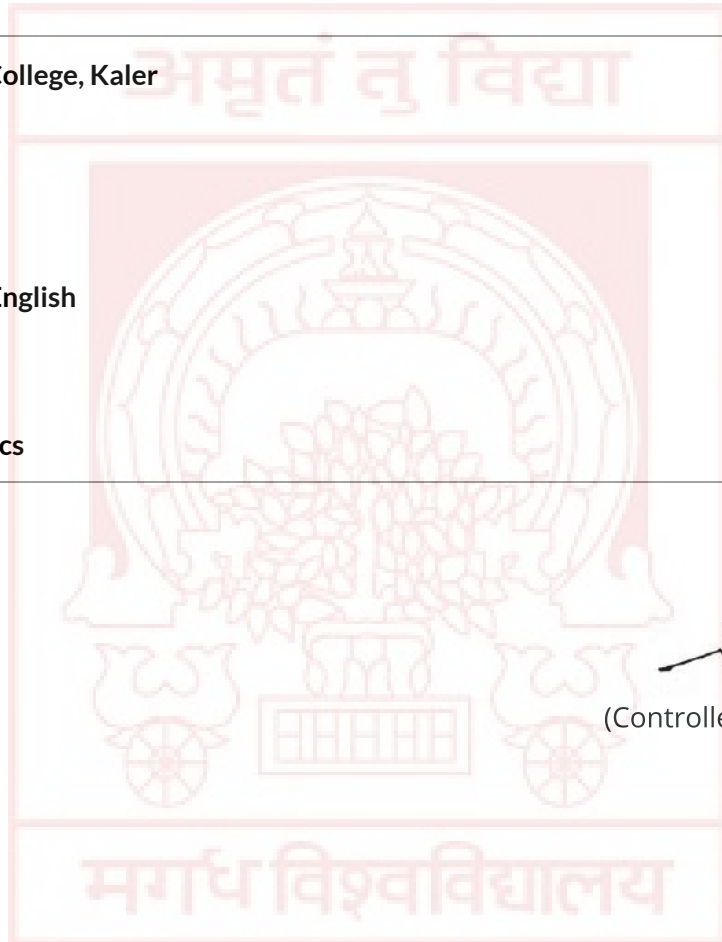 अमृतं तु विद्या
College, Kaler
English
cs
(Controlle
मगध विश्वविद्यालय